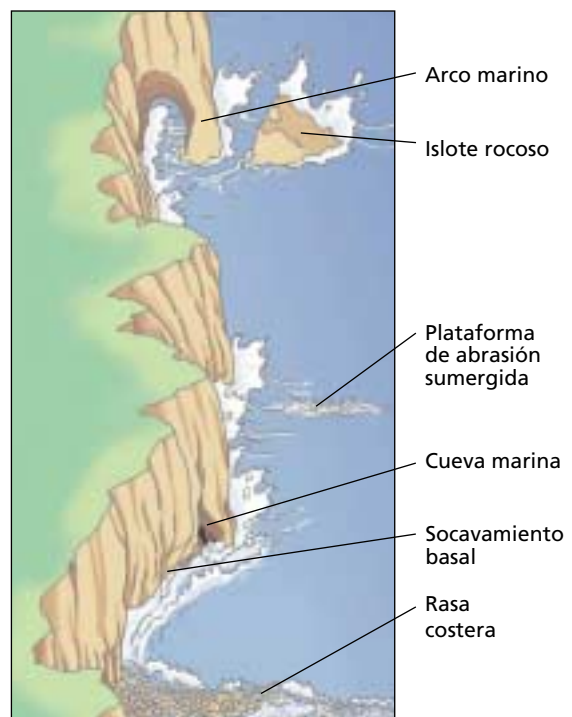 Arco marino
Islote rocoso
Plataforma
de abrasión
sumergida
Cueva marina
Socavamiento
basal
Rasa
costera